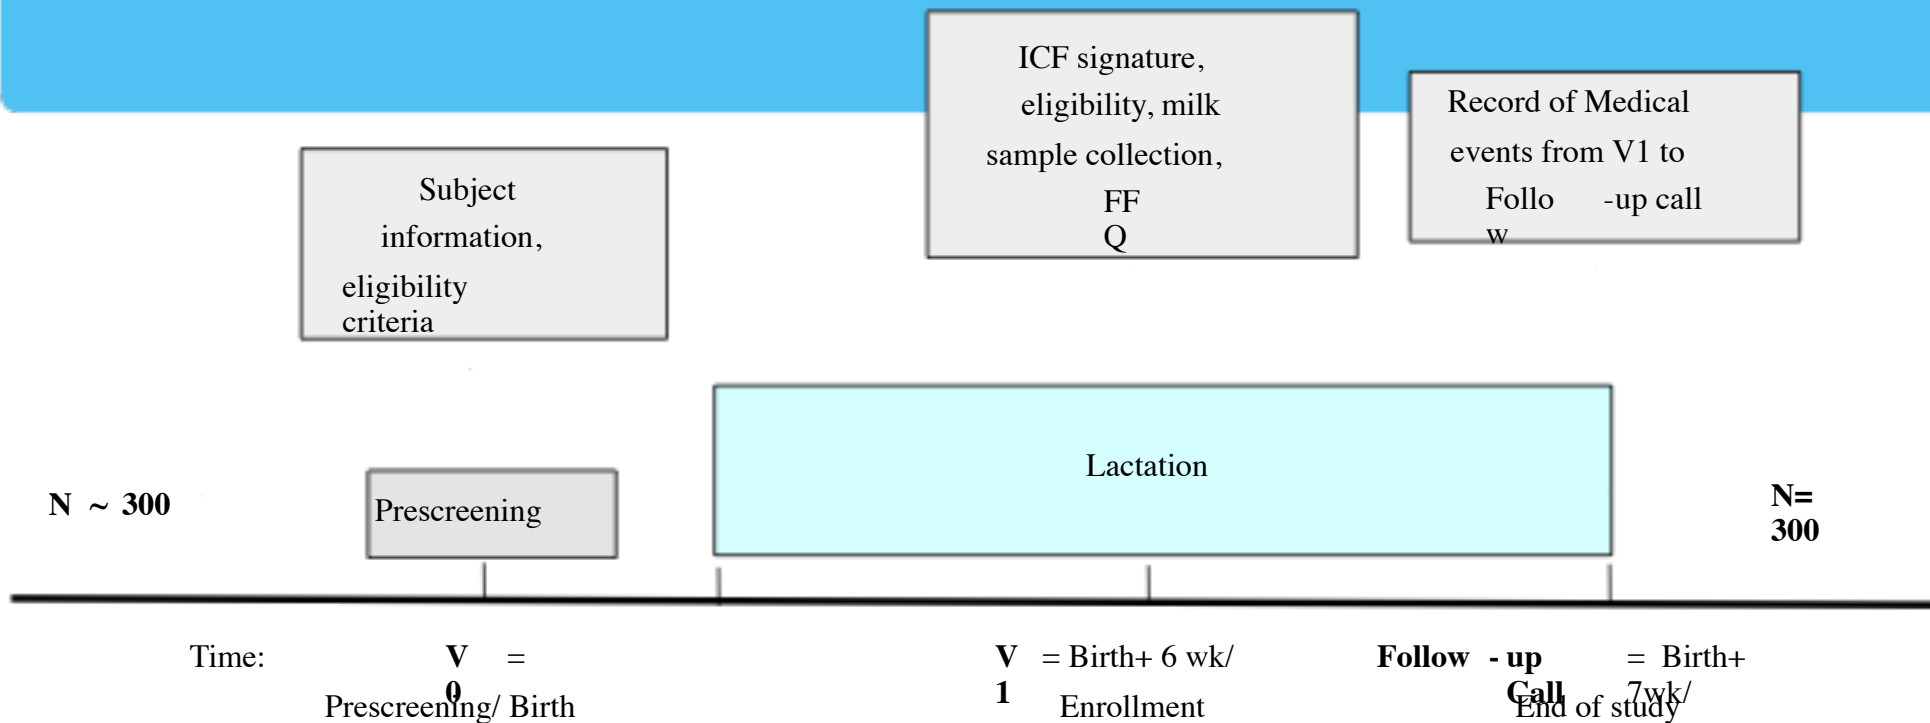 ICF signature,
eligibility, milk
sample collection,
FF
Q
Record of Medical
events from V1 to
Follo -up call
w
Subject
information,
eligibility
criteria
Lactation
Prescreening
N ~ 300
N=
300
Time:
V =
0
Prescreening/ Birth
V = Birth+ 6 wk/
1
Enrollment
Follow - up = Birth+
Call 7wk/
End of study